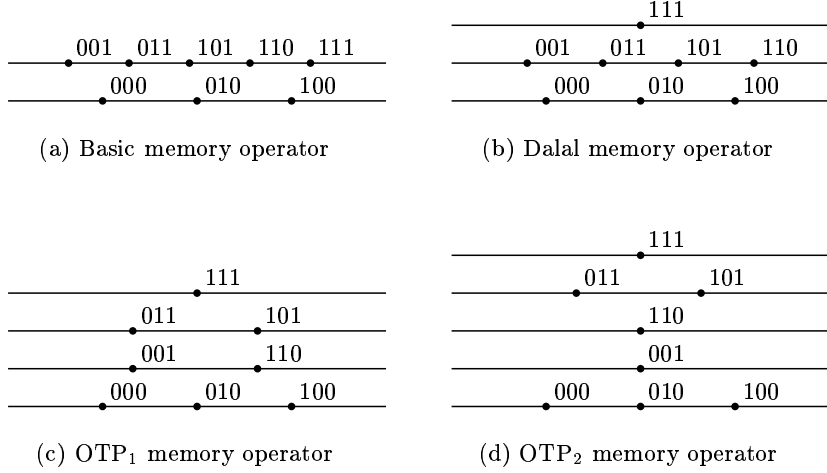 111
001 011 101 110 111
001 011 101 110
000 010 100
000 010 100
(a) Basic memory operator
(b) Dalal memory operator
111
111
011 101
011 101
110
001 110
001
000 010 100
000 010 100
(c) OTP₁ memory operator
(d) OTP₂ memory operator